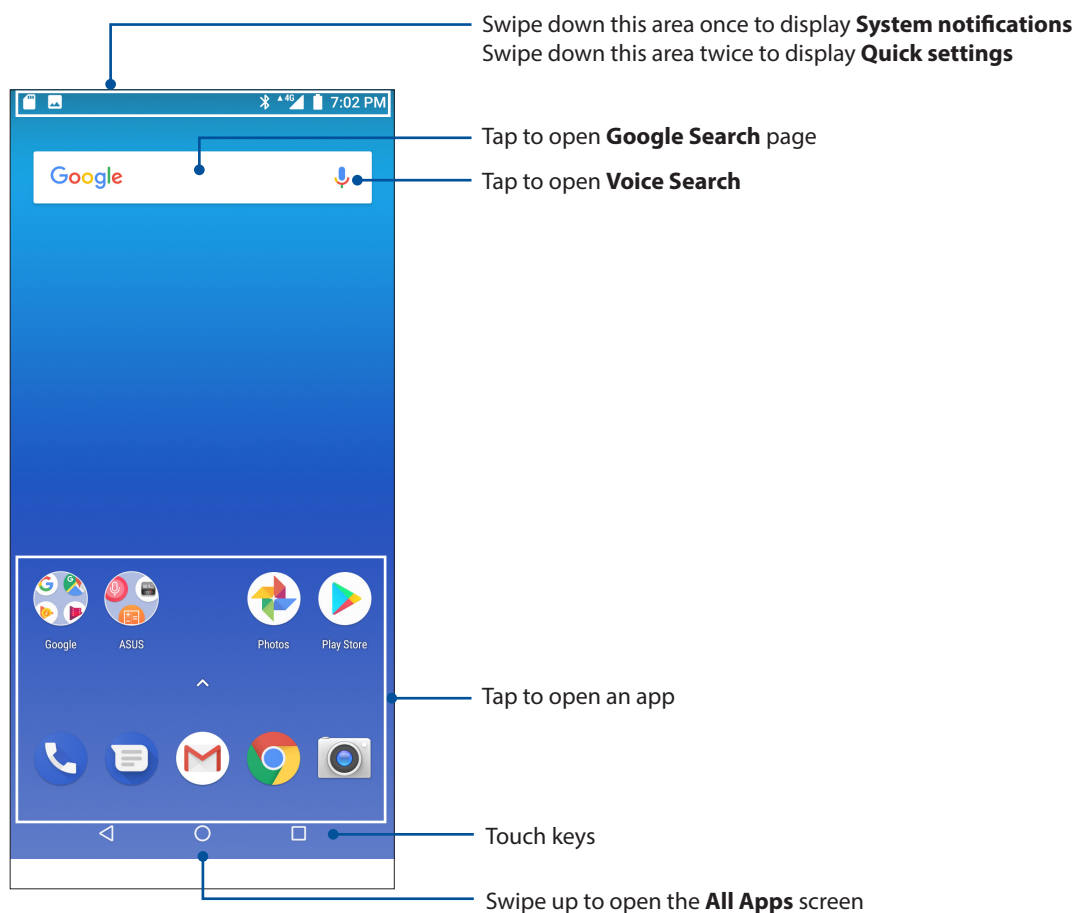 Swipe down this area once to display System notifications
Swipe down this area twice to display Quick settings
4G 7:02 PM
Tap to open Google Search page
Google
Tap to open Voice Search
Google ASUS Photos Play Store
Tap to open an app
Touch keys
Swipe up to open the All Apps screen